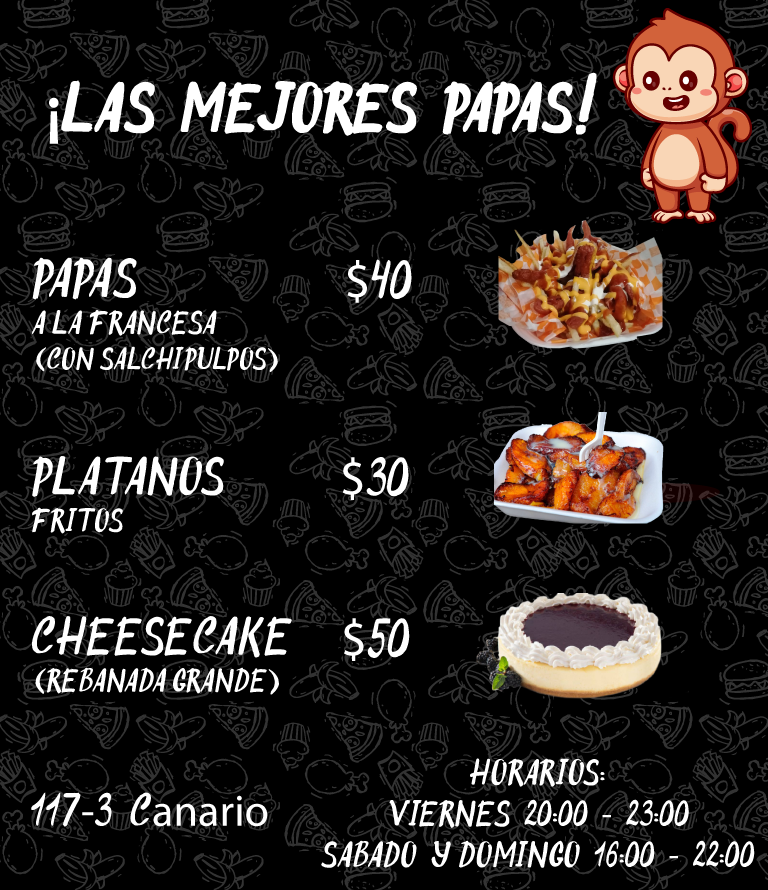 ¡LAS MEJORES PAPAS!
PAPAS $40
A LA FRANCESA
(CON SALCHIPULPOS)
PLATANOS $30
FRITOS
CHEESECAKE $50
(REBANADA GRANDE)
117-3 Canario
HORARIOS:
VIERNES 20:00 - 23:00
SABADO Y DOMINGO 16:00 - 22:00